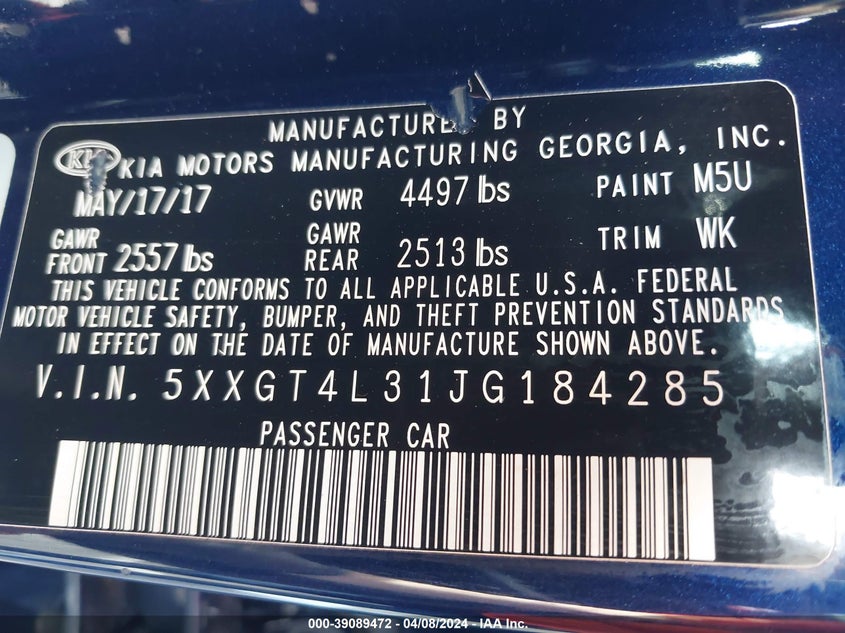 MANUFACTURED BY
KIA KIA MOTORS MANUFACTURING GEORGIA, INC.
MAY/17/17 GVWR 4497 lbs PAINT M5U
GAWR FRONT 2557 lbs GAWR REAR 2513 lbs TRIM WK
THIS VEHICLE CONFORMS TO ALL APPLICABLE U.S.A. FEDERAL
MOTOR VEHICLE SAFETY, BUMPER, AND THEFT PREVENTION STANDARDS
IN EFFECT ON THE DATE OF MANUFACTURE SHOWN ABOVE.
V.I.N. 5XXGT4L31JG184285
PASSENGER CAR
000-39089472 - 04/08/2024 - IAA Inc.